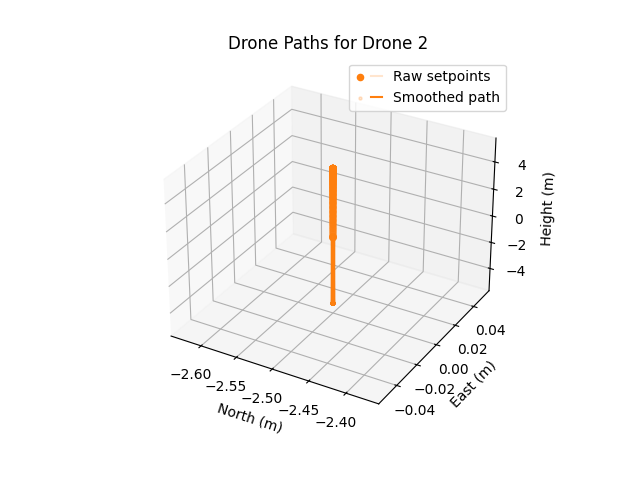 Drone Paths for Drone 2
Raw setpoints
Smoothed path
4
2
0
−2
−4
Height (m)
0.04
0.02
0.00
−0.02
−0.04
East (m)
−2.60
−2.55
−2.50
−2.45
−2.40
North (m)